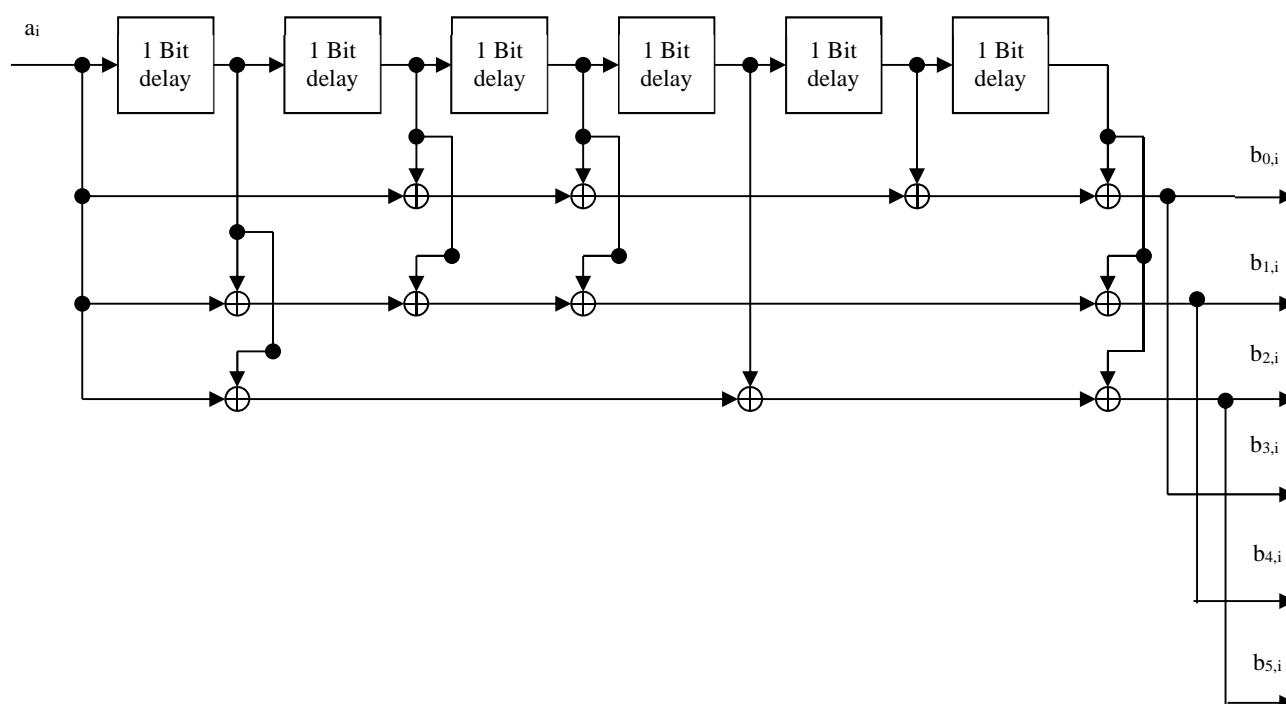 ai
1 Bit
delay
1 Bit
delay
1 Bit
delay
1 Bit
delay
1 Bit
delay
1 Bit
delay
b0,i
b1,i
b2,i
b3,i
b4,i
b5,i